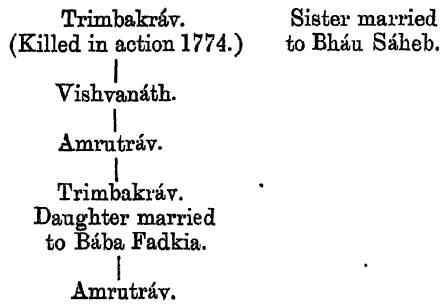 Trimbakráv.
(Killed in action 1774.)
Sister married
to Bháu Sáheb.
Vishvanáth.
Amrutráv.
Trimbakráv.
Daughter married
to Bába Fadkia.
Amrutráv.